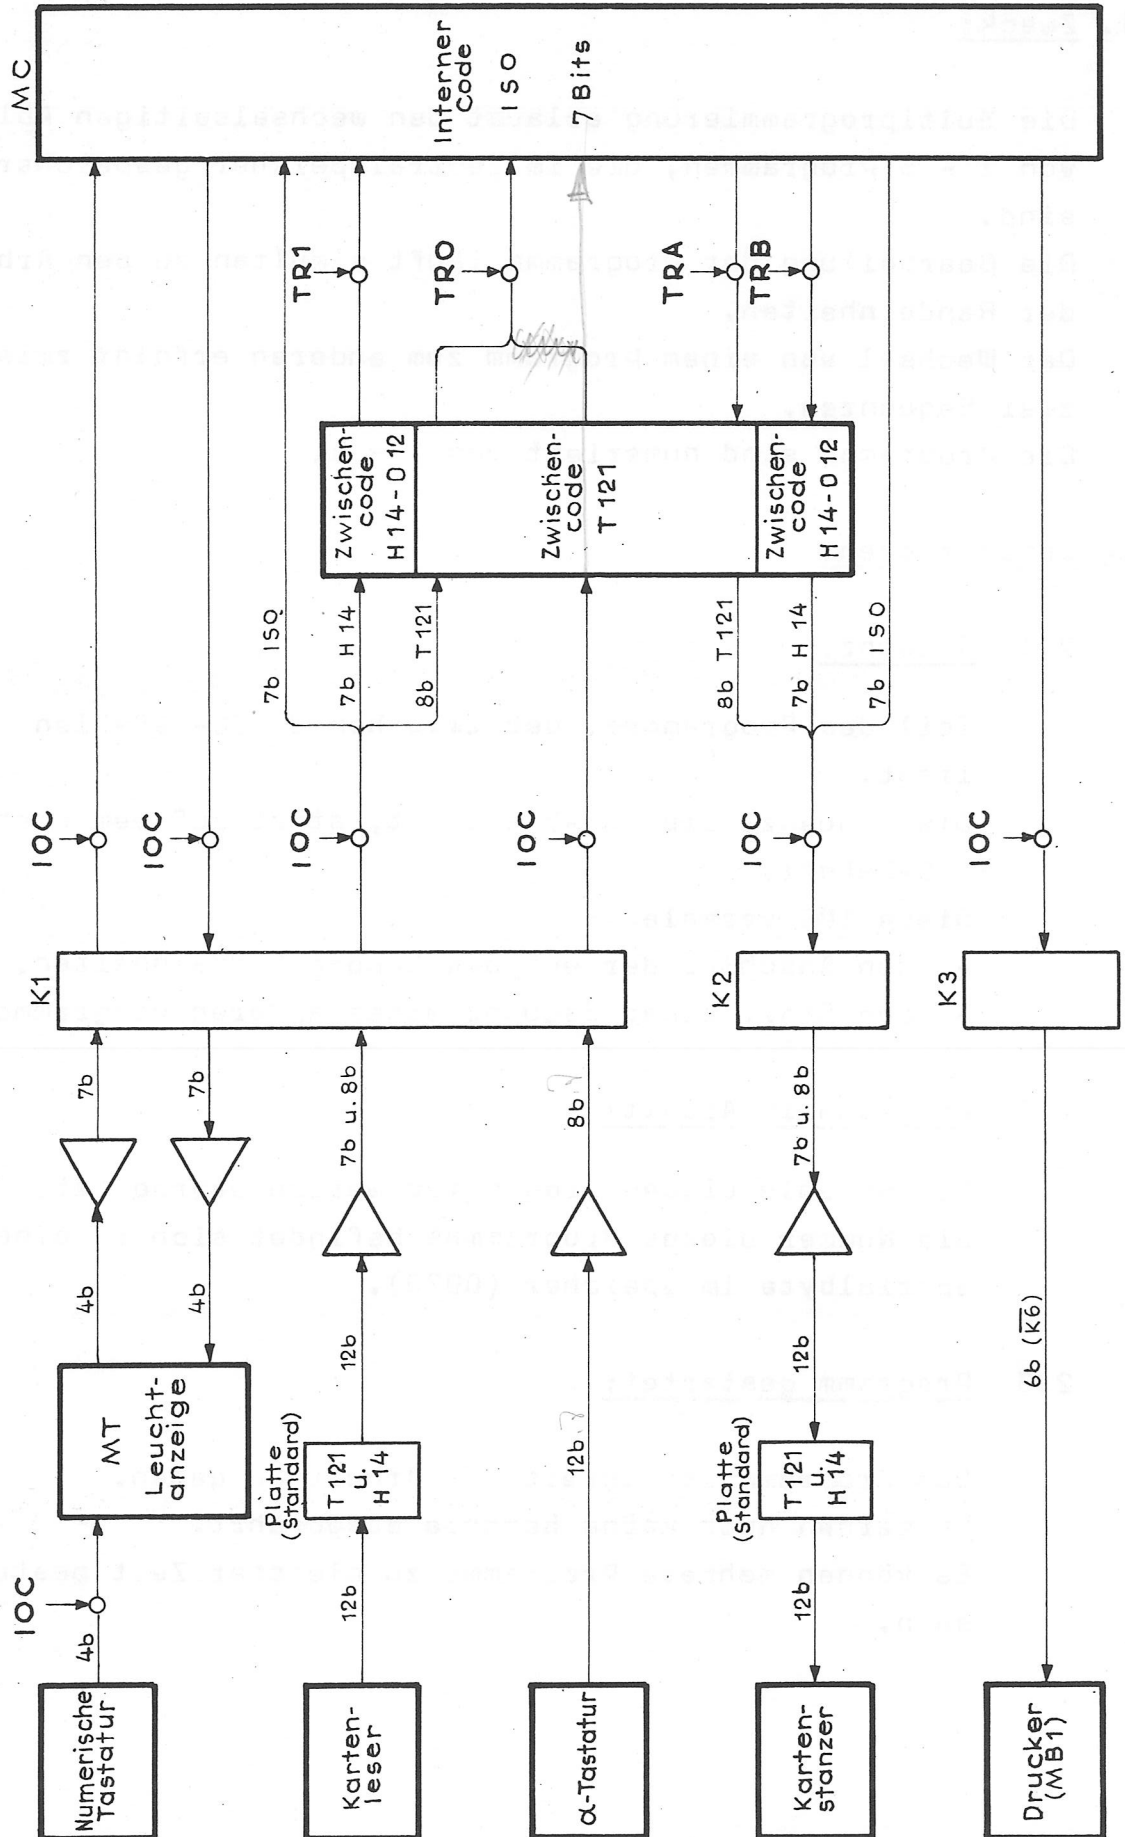 Numerische
Tastatur
4b
IOC
MT
Leucht-
anzeige
4b
7b
4b
7b
K1
IOC
IOC
MC
Karten-
leser
12b
Platte
(Standard)
T121
u.
H14
12b
7b u. 8b
IOC
7b ISO
7b H14
8b T121
Zwischen-
code
H14-012
TR1
TRO
Interner
Code
ISO
7 Bits
α-Tastatur
12b
8b
IOC
Zwischen-
code
T121
Karten-
stanzer
12b
Platte
(Standard)
T121
u.
H14
12b
7b u. 8b
K2
IOC
8b T121
7b H14
7b ISO
Zwischen-
code
H14-012
TRA
TRB
Drucker
(MB1)
6b (K̅6̅)
K3
IOC